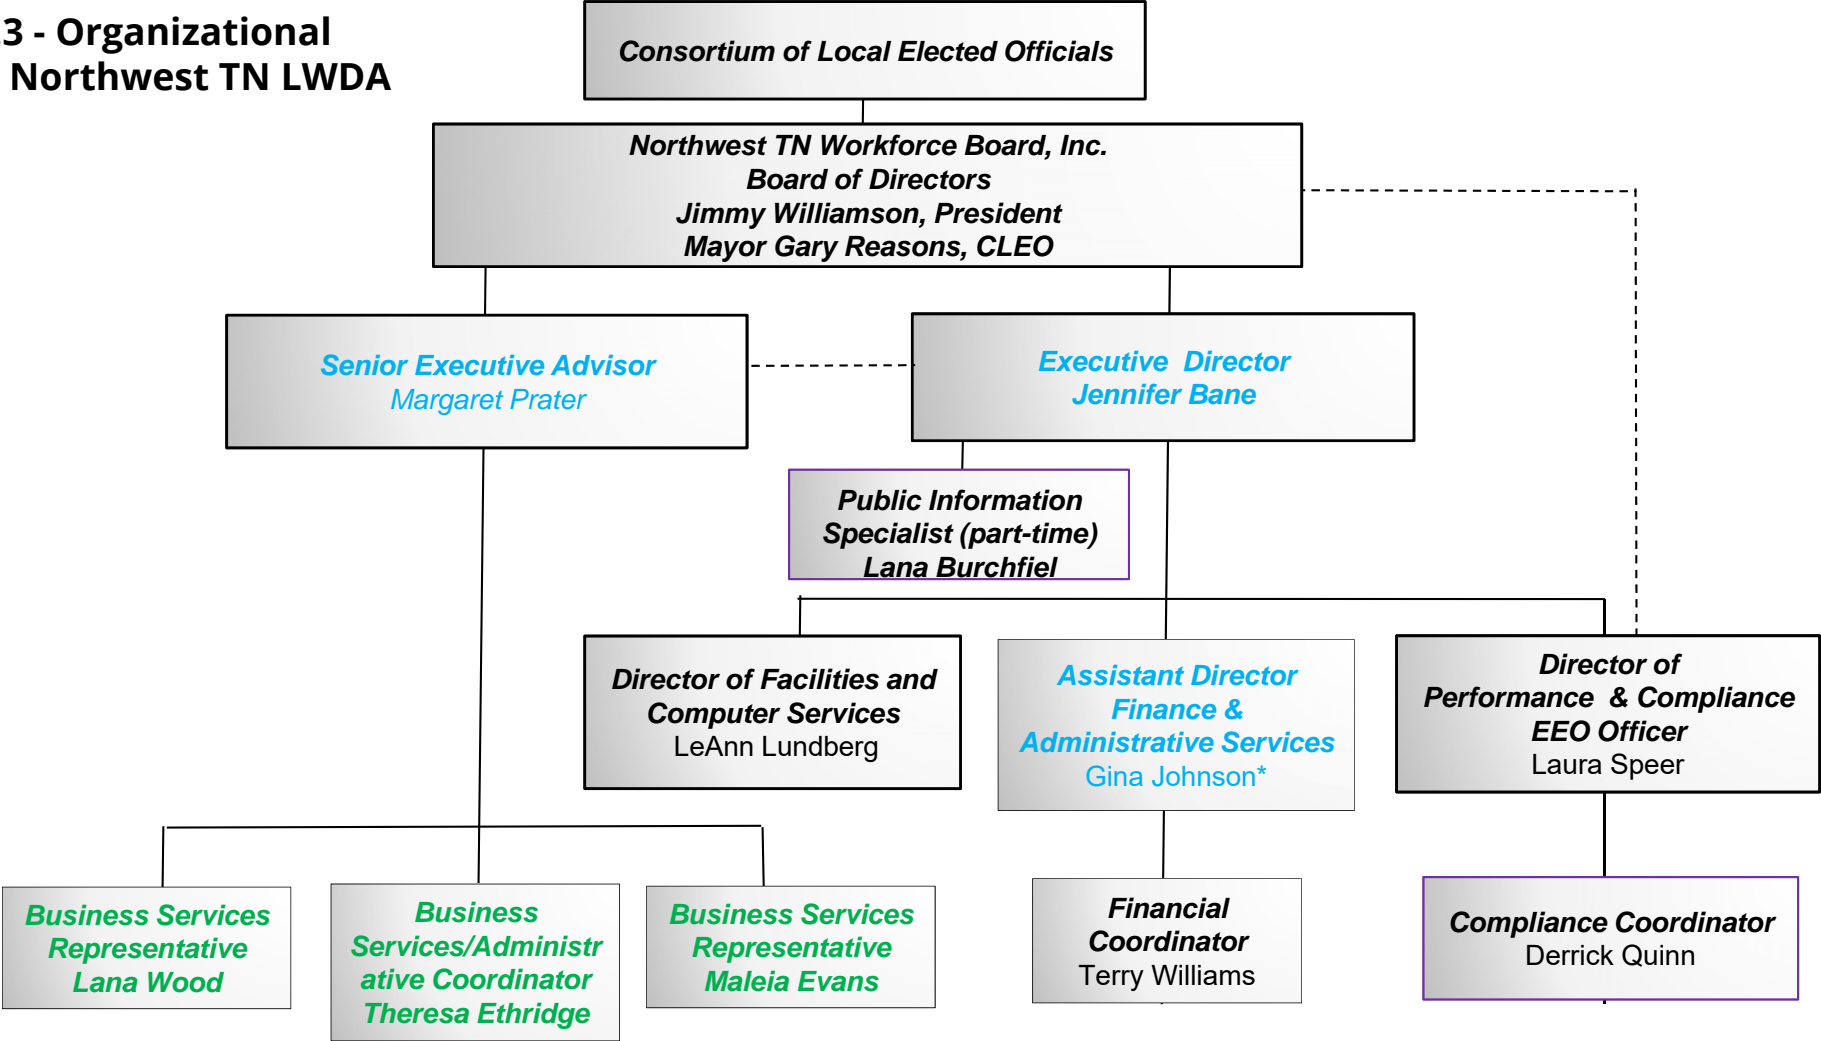 .3 - Organizational
Northwest TN LWDA
Consortium of Local Elected Officials
Northwest TN Workforce Board, Inc.
Board of Directors
Jimmy Williamson, President
Mayor Gary Reasons, CLEO
Senior Executive Advisor
Margaret Prater
Executive  Director
Jennifer Bane
Public Information
Specialist (part-time)
Lana Burchfiel
Director of Facilities and
Computer Services
LeAnn Lundberg
Assistant Director
Finance &
Administrative Services
Gina Johnson*
Director of
Performance  & Compliance
EEO Officer
Laura Speer
Business Services
Representative
Lana Wood
Business
Services/Administr
ative Coordinator
Theresa Ethridge
Business Services
Representative
Maleia Evans
Financial
Coordinator
Terry Williams
Compliance Coordinator
Derrick Quinn